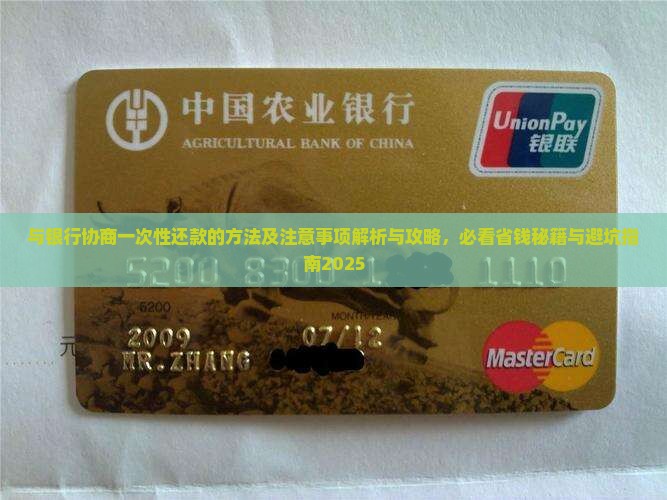 中国农业银行
AGRICULTURAL BANK OF CHINA
UnionPay
银联
与银行协商一次性还款的方法及注意事项解析与攻略，必看省钱秘籍与避坑指
南2025
5200 8300 1 1110
5200
MONTH/YEAR
2009 07/12
MR.ZHANG
MasterCard
元